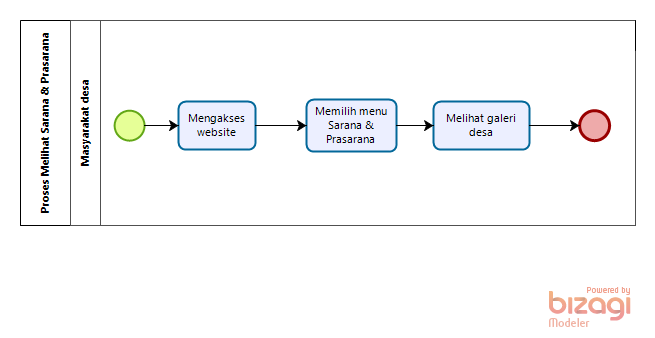 Proses Melihat Sarana & Prasarana
Masyarakat desa
Mengakses
website
Memilih menu
Sarana &
Prasarana
Melihat galeri
desa
Powered by
bizagi
Modeler